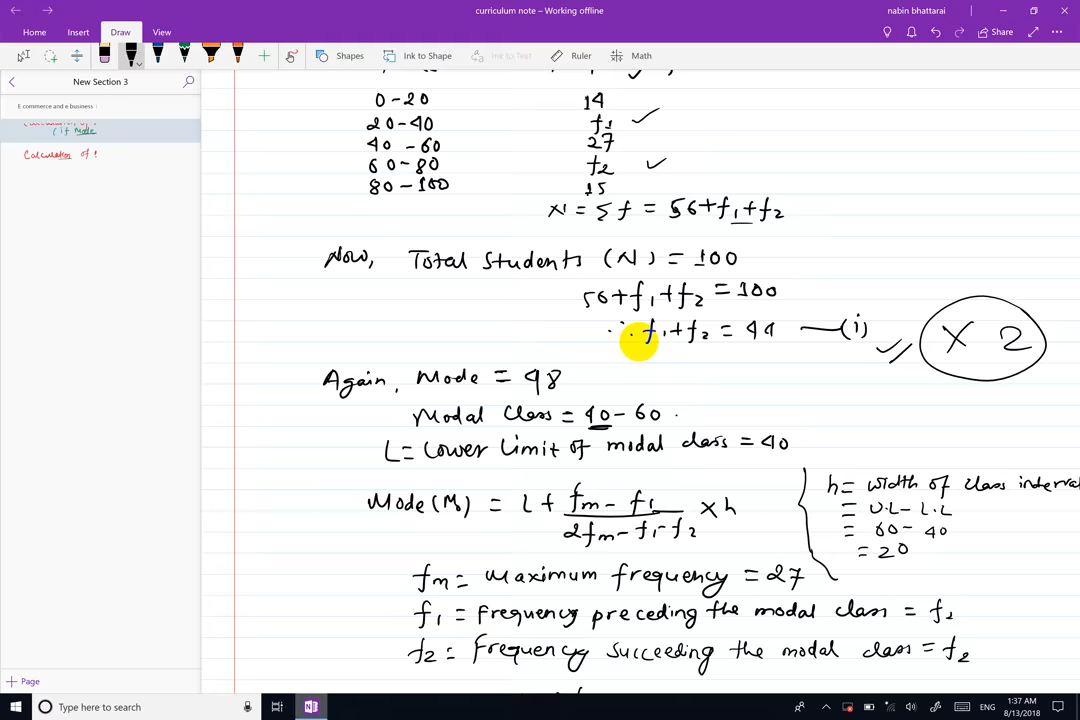 curriculum note – Working offline
nabin bhattarai
Home Insert Draw View
Share
Shapes Ink to Shape Ink to Text Ruler Math
New Section 3
E commerce and e business :
(if mode
Calculation of
Page
0-20 14
20-40 f1
40-60 27
60-80 f2
80-100 15
N = Σf = 56+f1+f2
Now, Total Students (N) = 100
56+f1+f2 = 100
∴ f1+f2 = 44 —(i)
× 2
Again, Mode = 48
Modal Class = 40-60
L = Lower Limit of modal class = 40
h = width of class interval
Mode (M) = L + fm - f1 / 2fm - f1 - f2 × h
= U.L - L.L
= 60 - 40
= 20
fm = Maximum frequency = 27
f1 = Frequency preceding the modal class = f1
f2 = Frequency succeeding the modal class = f2
Type here to search
ENG
1:37 AM
8/13/2018